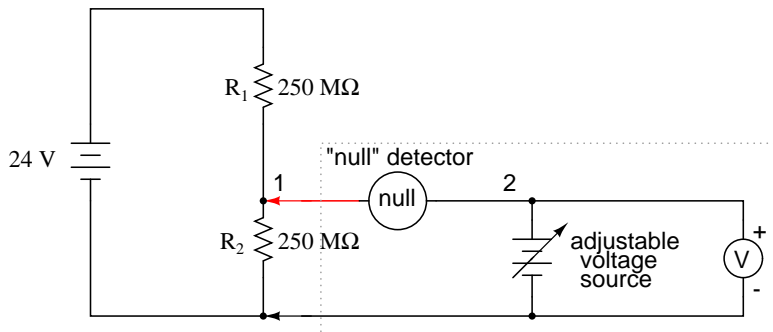 R1 250 MΩ
24 V
"null" detector
1
null
2
R2 250 MΩ
adjustable
voltage
source
+
V
-